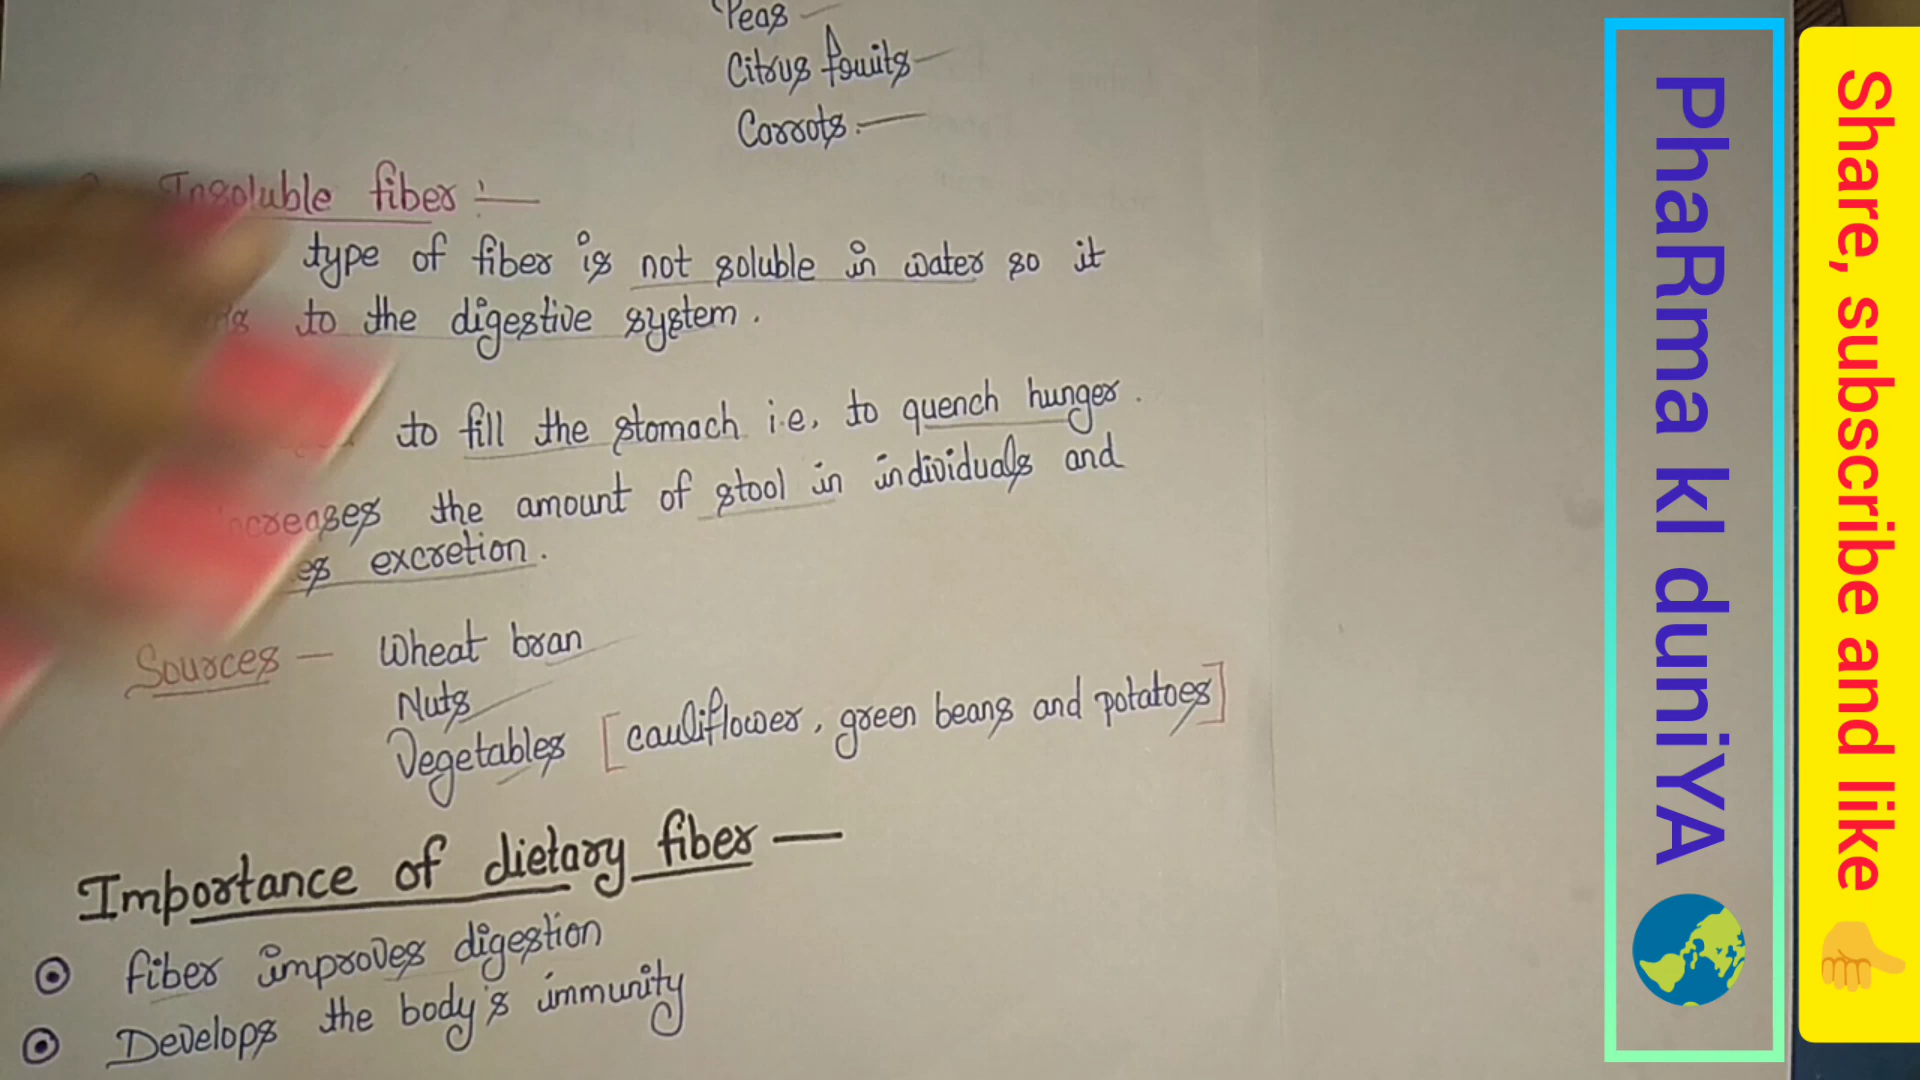 Peas
Citrus fruits
Carrots.
Insoluble fiber :-
type of fiber is not soluble in water so it
to the digestive system.
to fill the stomach i.e. to quench hunger.
increases the amount of stool in individuals and
excretion.
Sources - Wheat bran
Nuts
Vegetables [cauliflower, green beans and potatoes]
Importance of dietary fiber -
fiber improves digestion
Develops the body's immunity
PhaRma kI duniYA
Share, subscribe and like